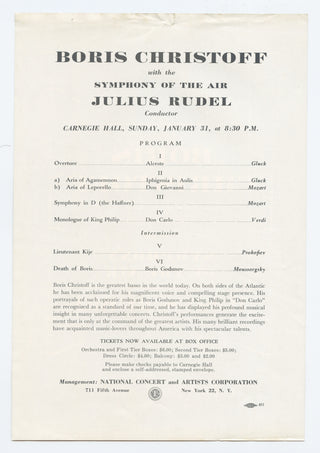 BORIS CHRISTOFF
with the
SYMPHONY OF THE AIR
JULIUS RUDEL
Conductor
CARNEGIE HALL, SUNDAY, JANUARY 31, at 8:30 P.M.
PROGRAM
I
Overture Alceste Gluck
II
a) Aria of Agamemnon Iphigenia in Aulis Gluck
b) Aria of Leporello Don Giovanni Mozart
III
Symphony in D (the Haffner) Mozart
IV
Monologue of King Philip Don Carlo Verdi
Intermission
V
Lieutenant Kije Prokofiev
VI
Death of Boris Boris Godunov Moussorgsky
Boris Christoff is the greatest basso in the world today. On both sides of the Atlantic
he has been acclaimed for his magnificent voice and compelling stage presence. His
portrayals of such operatic roles as Boris Godunov and King Philip in "Don Carlo"
are recognized as a standard of our time, and he has displayed his profound musical
insight in many unforgettable concerts. Christoff's performances generate the excite-
ment that is only at the command of the greatest artists. His many brilliant recordings
have acquainted music-lovers throughout America with his spectacular talents.
TICKETS NOW AVAILABLE AT BOX OFFICE
Orchestra and First Tier Boxes: $6.00; Second Tier Boxes: $5.00;
Dress Circle: $4.00; Balcony: $3.00 and $2.00
Please make checks payable to Carnegie Hall
and enclose a self-addressed, stamped envelope.
Management: NATIONAL CONCERT and ARTISTS CORPORATION
711 Fifth Avenue New York 22, N. Y.